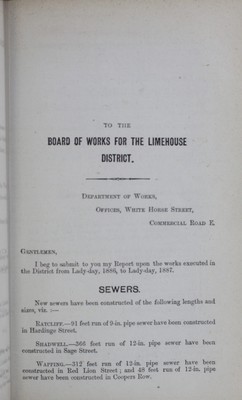 TO THE
BOARD OF WORKS FOR THE LIMEHOUSE
DISTRICT.
DEPARTMENT OF WORKS,
OFFICES, WHITE HORSE STREET,
COMMERCIAL ROAD E.
GENTLEMEN,
I beg to submit to you my Report upon the works executed in
the District from Lady-day, 1886, to Lady-day, 1887.
SEWERS.
New sewers have been constructed of the following lengths and
sizes, viz. :—
RATCLIFF.—91 feet run of 9-in. pipe sewer have been constructed
in Hardinge Street.
SHADWELL.—366 feet run of 12-in. pipe sewer have been
constructed in Sage Street.
WAPPING.—312 feet run of 12-in. pipe sewer have been
constructed in Red Lion Street ; and 48 feet run of 12-in. pipe
sewer have been constructed in Coopers Row.